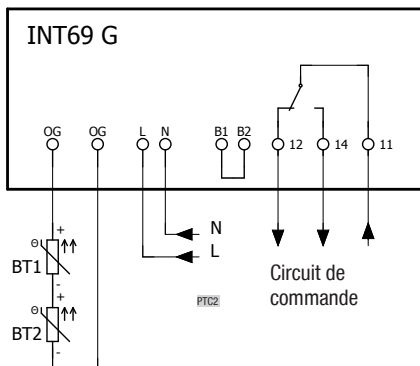 INT69 G
OG OG L N B1 B2
12 14 11
N
L
+
θ
BT1
-
PTC2
Circuit de
commande
+
θ
BT2
-